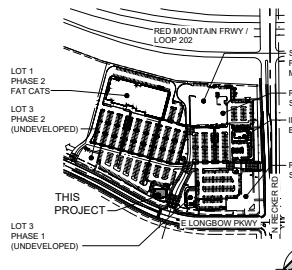 RED MOUNTAIN FRWY /
LOOP 202
LOT 1
PHASE 2
FAT CATS
LOT 3
PHASE 2
(UNDEVELOPED)
THIS
PROJECT
LOT 3
PHASE 1
(UNDEVELOPED)
E LONGBOW PKWY
N RECKER RD